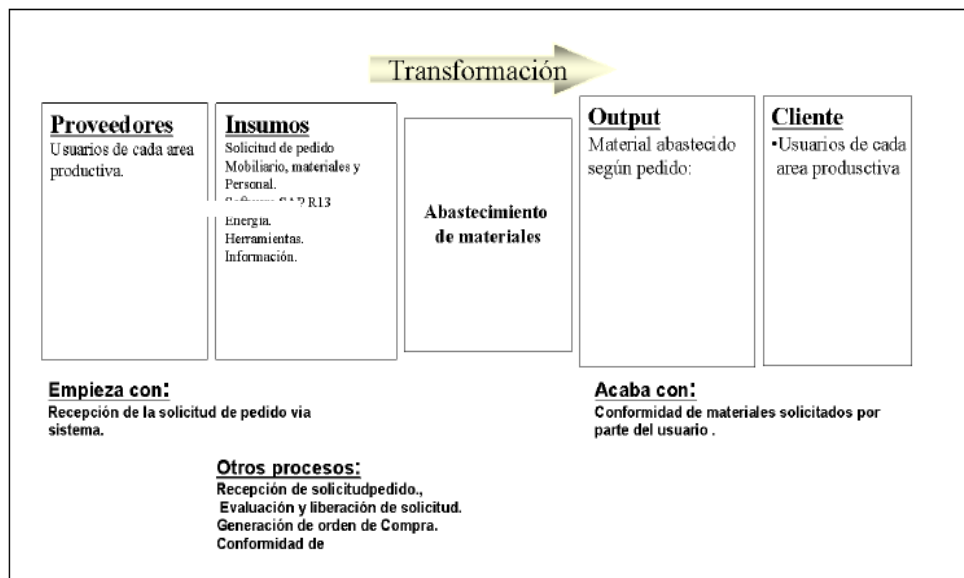 Transformación
Proveedores
Usuarios de cada area
productiva.
Insumos
Solicitud de pedido
Mobiliario, materiales y
Personal.
R13
Energía.
Herramientas.
Información.
Abastecimiento
de materiales
Output
Material abastecido
según pedido:
Cliente
•Usuarios de cada
area produsctiva
Empieza con:
Recepción de la solicitud de pedido via
sistema.
Acaba con:
Conformidad de materiales solicitados por
parte del usuario .
Otros procesos:
Recepción de solicitudpedido.,
Evaluación y liberación de solicitud.
Generación de orden de Compra.
Conformidad de